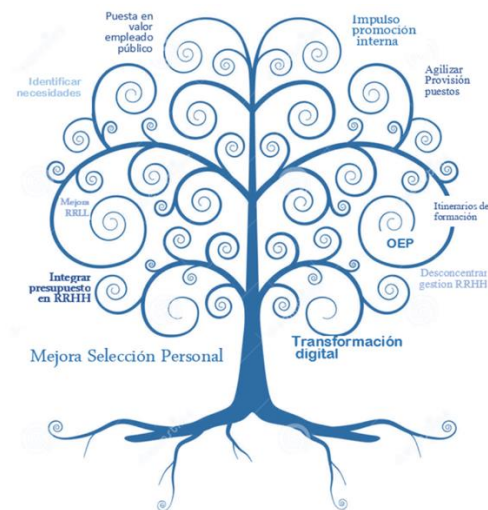 Puesta en
valor
empleado
público
Impulso
promoción
interna
Identificar
necesidades
Agilizar
Provisión
puestos
Mejora
RRLL
Itinerarios de
formación
OEP
Integrar
presupuesto
en RRHH
Desconcentrar
gestion RRHH
Mejora Selección Personal
Transformación
digital